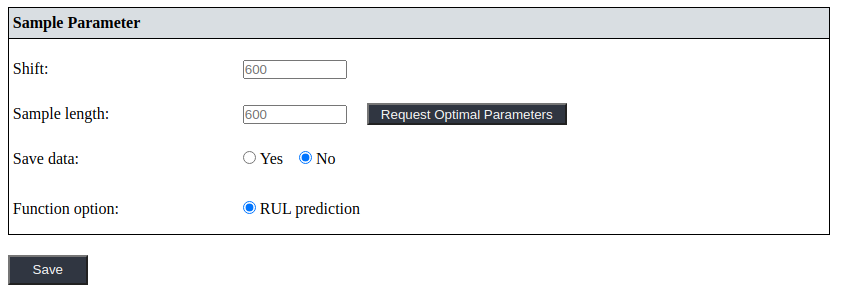 Sample Parameter
Shift: 600
Sample length: 600 Request Optimal Parameters
Save data: Yes No
Function option: RUL prediction
Save